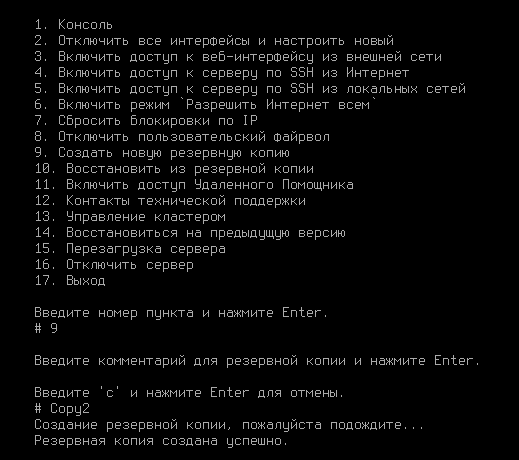 1. Консоль
2. Отключить все интерфейсы и настроить новый
3. Включить доступ к веб-интерфейсу из внешней сети
4. Включить доступ к серверу по SSH из Интернет
5. Включить доступ к серверу по SSH из локальных сетей
6. Включить режим `Разрешить Интернет всем`
7. Сбросить блокировки по IP
8. Отключить пользовательский файрвол
9. Создать новую резервную копию
10. Восстановить из резервной копии
11. Включить доступ Удаленного Помощника
12. Контакты технической поддержки
13. Управление кластером
14. Восстановиться на предыдущую версию
15. Перезагрузка сервера
16. Отключить сервер
17. Выход
Введите номер пункта и нажмите Enter.
# 9
Введите комментарий для резервной копии и нажмите Enter.
Введите 'c' и нажмите Enter для отмены.
# Copy2
Создание резервной копии, пожалуйста подождите...
Резервная копия создана успешно.